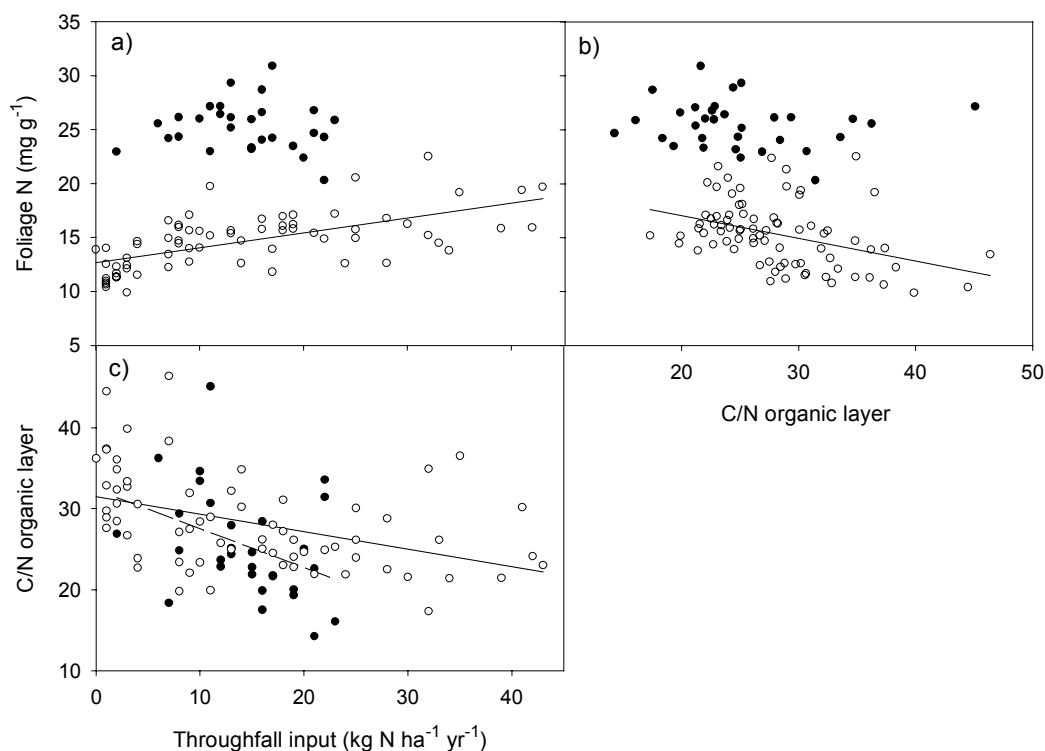 a)
b)
35
30
25
20
15
10
5
Foliage N (mg g⁻¹)
20 30 40 50
C/N organic layer
c)
40
30
20
10
C/N organic layer
0 10 20 30 40
Throughfall input (kg N ha⁻¹ yr⁻¹)